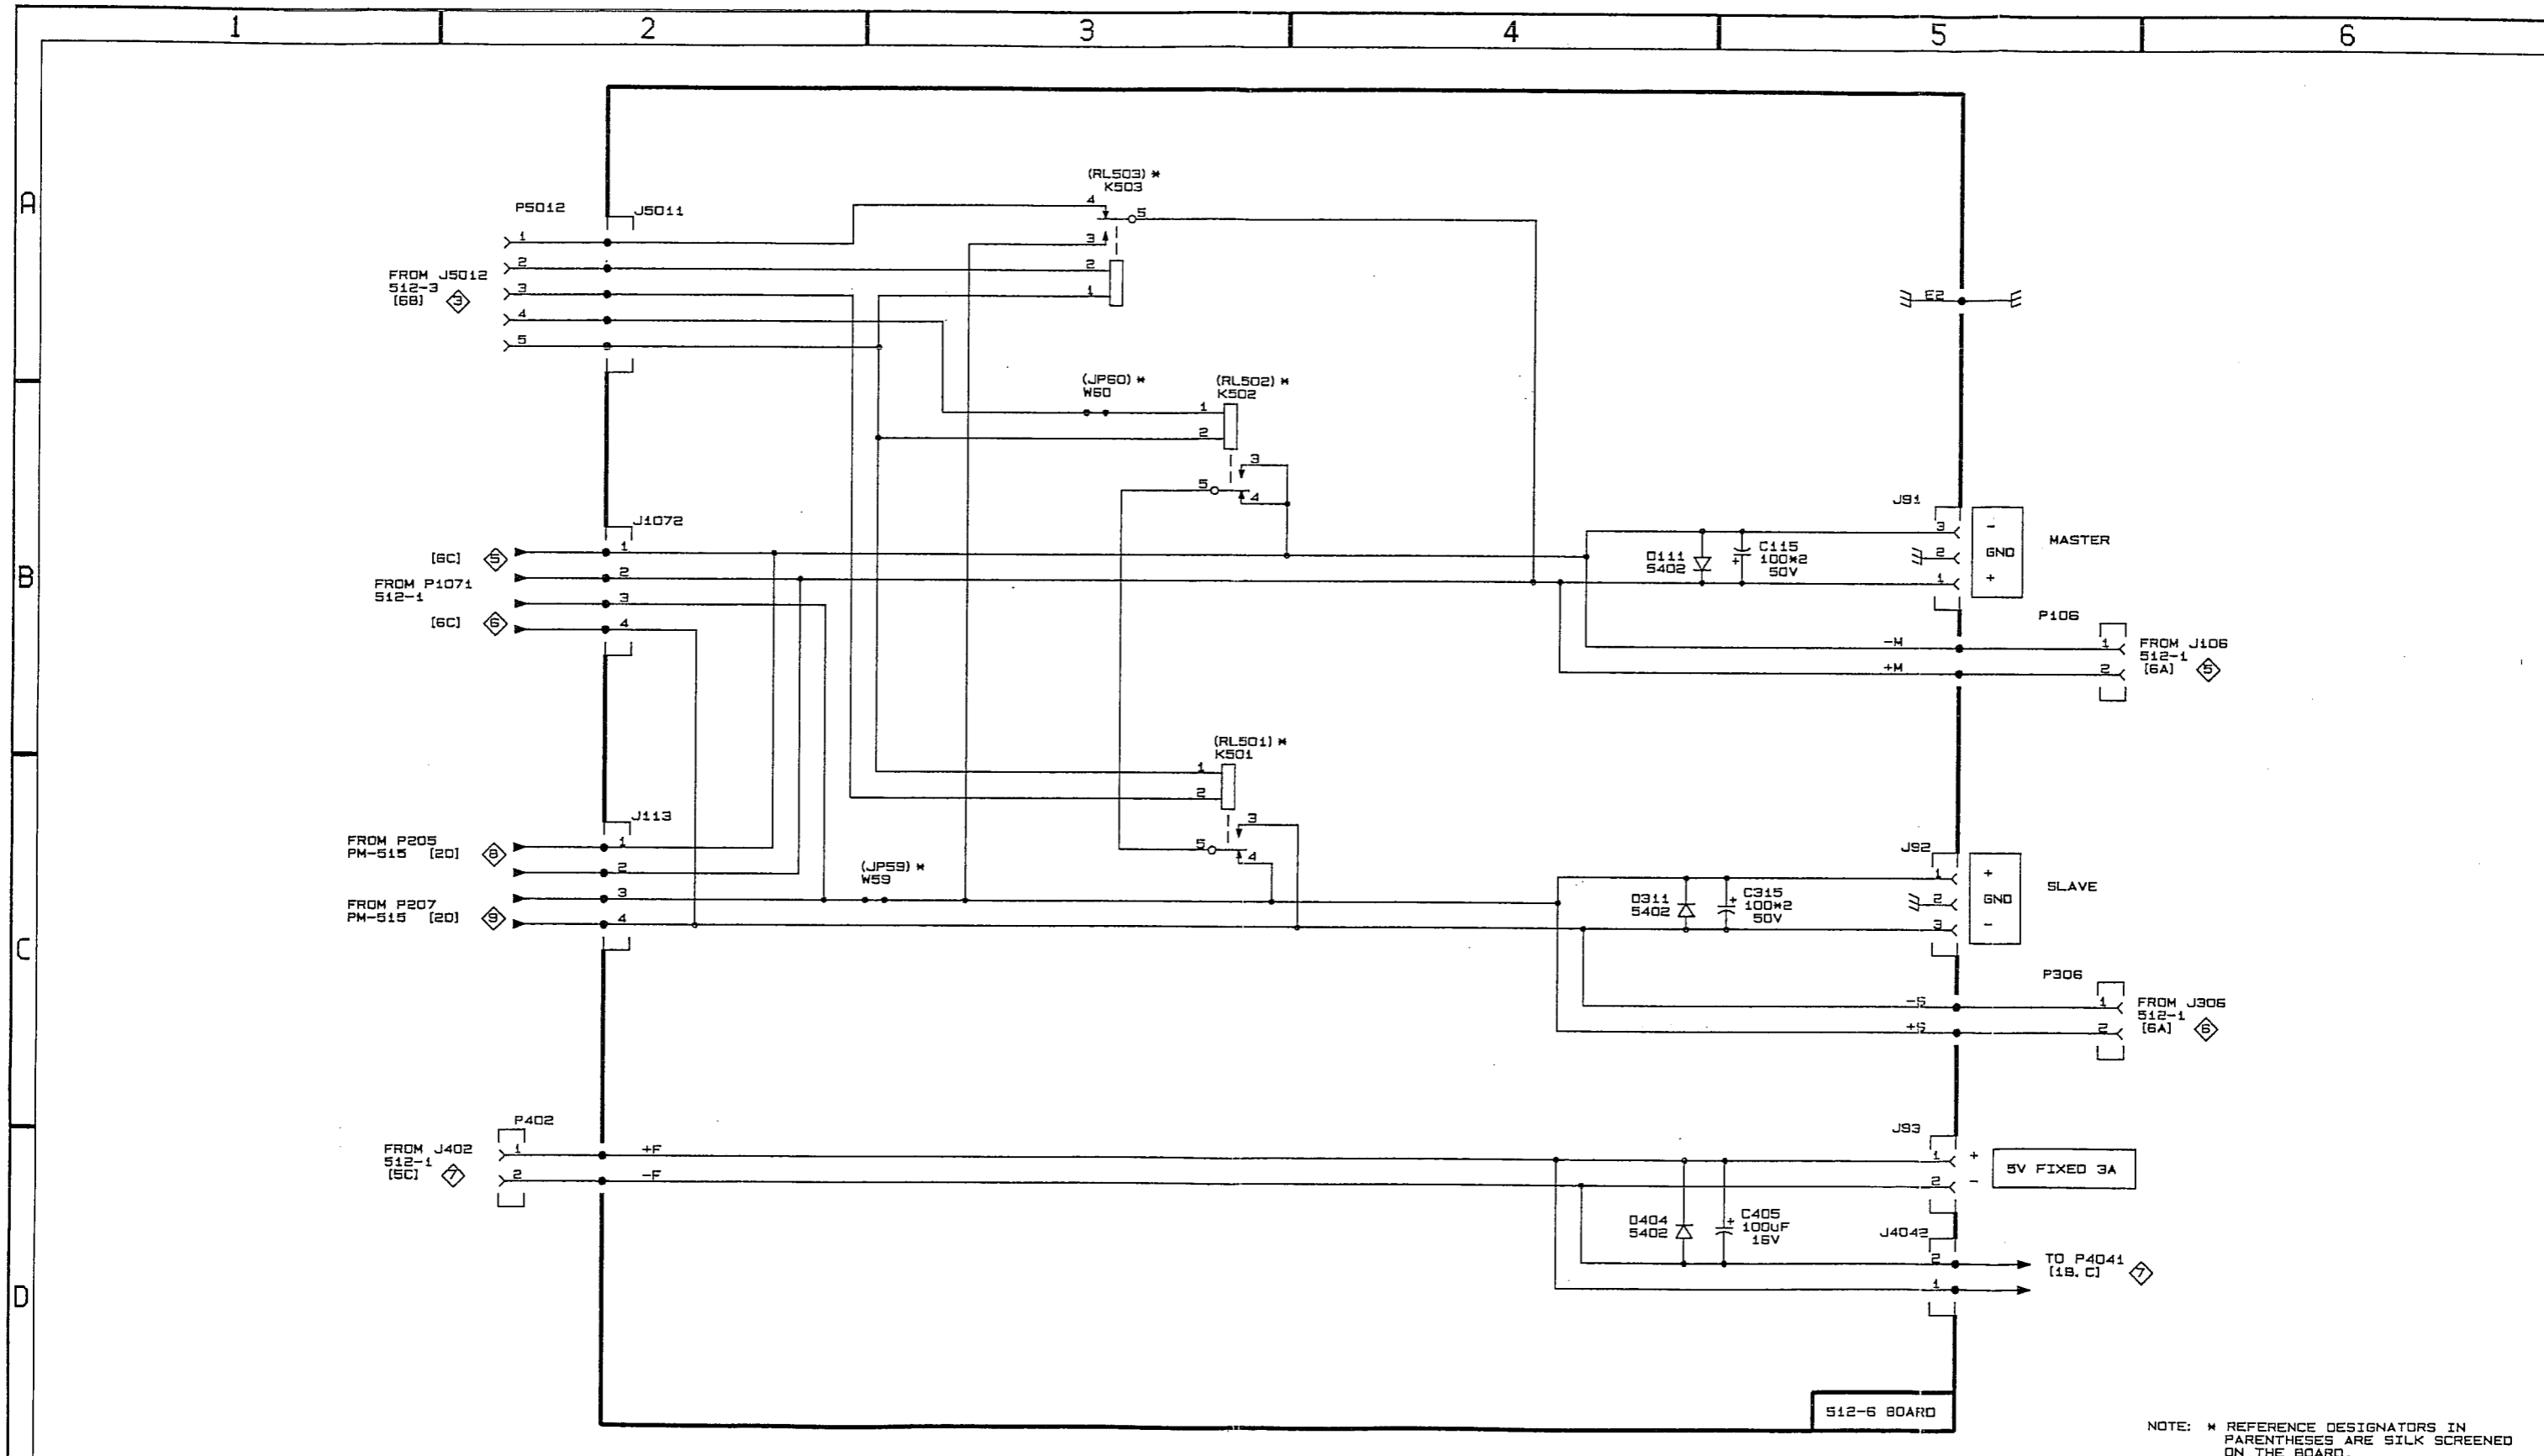 1 2 3 4 5 6
A
(RL503) *
K503
P5012
J5011
4
5
1
3
2
2
FROM J5012
512-3
[6B] 3
3
1
E2
4
5
(JP60) *
W60
(RL502) *
K502
1
2
3
5
4
B
J1072
J91
[6C] 5
1
3
-
MASTER
D111
5402
C115
100*2
50V
+
2
GND
FROM P1071
512-1
2
1
+
3
[6C] 6
4
P106
-M
1
FROM J106
512-1
[6A] 5
+M
2
(RL501) *
K501
1
2
J113
3
FROM P205
PM-515 [2D] 8
1
5
4
J92
2
(JP59) *
W59
1
+
SLAVE
FROM P207
PM-515 [2D] 9
3
D311
5402
C315
100*2
50V
+
2
GND
4
3
-
C
P306
-S
1
FROM J306
512-1
[6A] 6
+S
2
P402
J93
FROM J402
512-1
[5C] 7
1
+F
1
+
5V FIXED 3A
2
-F
2
-
D404
5402
C405
100UF
16V
+
J4042
2
TO P4041
[1B,C] 7
D
1
512-6 BOARD
NOTE: * REFERENCE DESIGNATORS IN
PARENTHESES ARE SILK SCREENED
ON THE BOARD.